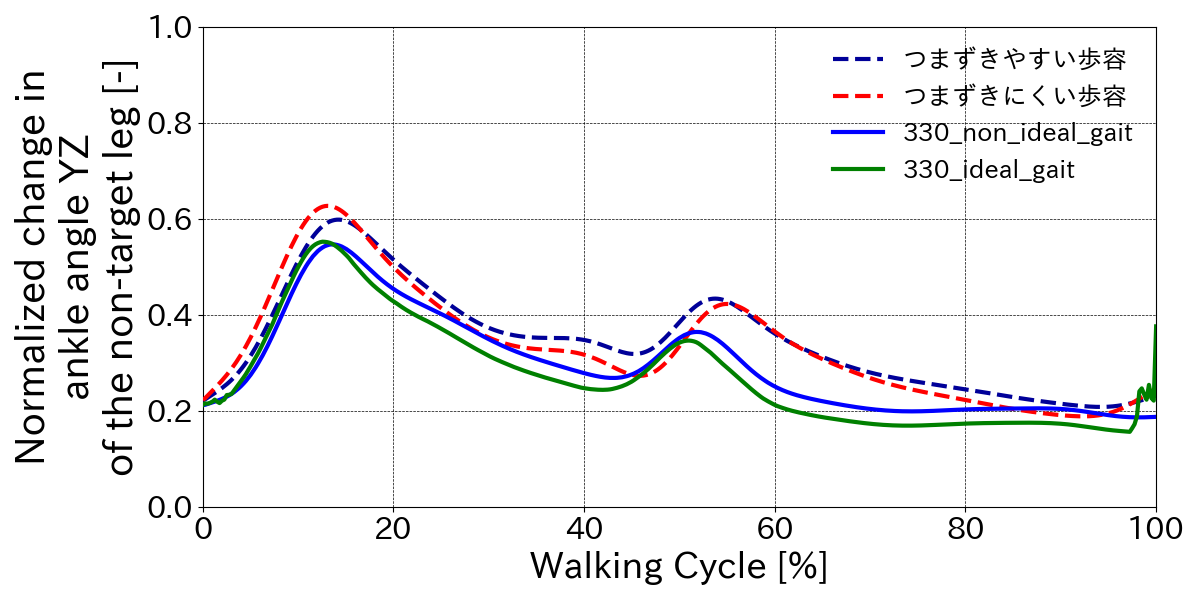 Normalized change in
ankle angle YZ
of the non-target leg [-]
1.0
0.8
0.6
0.4
0.2
0.0
つまずきやすい歩容
つまずきにくい歩容
330_non_ideal_gait
330_ideal_gait
0 20 40 60 80 100
Walking Cycle [%]